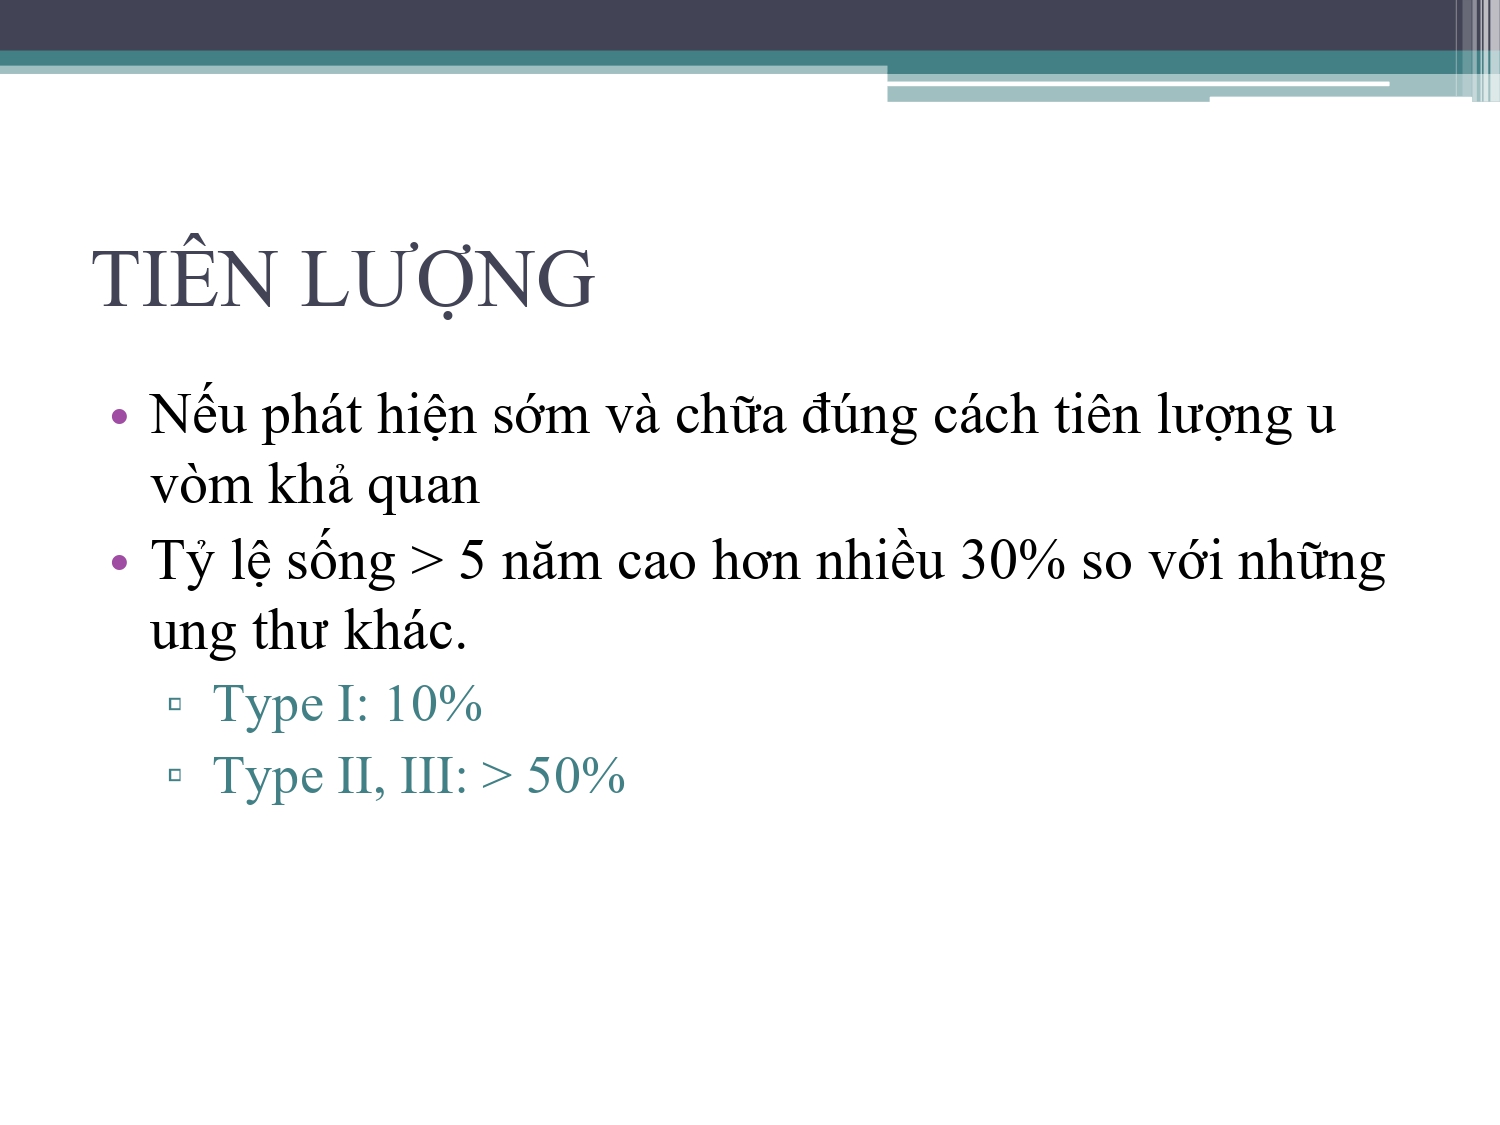 TIÊN LƯỢNG
• Nếu phát hiện sớm và chữa đúng cách tiên lượng u
vòm khả quan
• Tỷ lệ sống > 5 năm cao hơn nhiều 30% so với những
ung thư khác.
▫ Type I: 10%
▫ Type II, III: > 50%